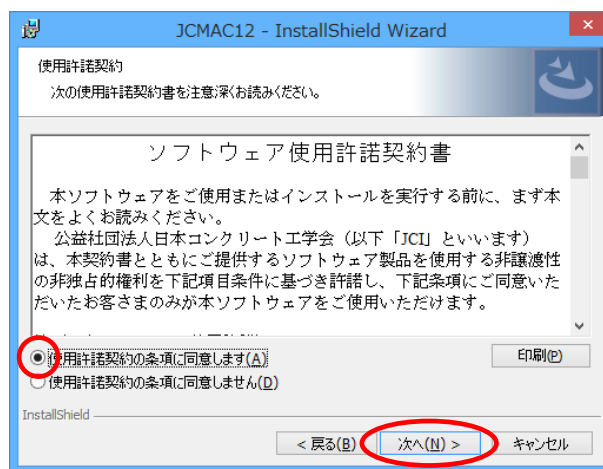 JCMAC12 - InstallShield Wizard
使用許諾契約
次の使用許諾契約書を注意深くお読みください。
ソフトウェア使用許諾契約書
本ソフトウェアをご使用またはインストールを実行する前に、まず本
文をよくお読みください。
公益社団法人日本コンクリート工学会（以下「JCI」といいます）
は、本契約書とともにご提供するソフトウェア製品を使用する非譲渡性
の非独占的権利を下記項目条件に基づき許諾し、下記条項にご同意いた
だいたお客さまのみが本ソフトウェアをご使用いただけます。
使用許諾契約の条項に同意します(A)
印刷(P)
使用許諾契約の条項に同意しません(D)
InstallShield
< 戻る(B)
次へ(N) >
キャンセル